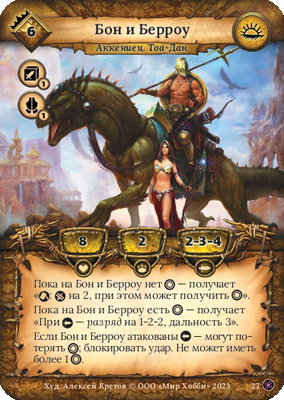 6
Бон и Берроу
Аккениец. Тоа-Дан
1
1
8
2
2-3-4
Пока на Бон и Берроу нет — получает
« : на 2, при этом может получить ».
Пока на Бон и Берроу есть — получает
«При — разряд на 1-2-2, дальность 3».
Если Бон и Берроу атакованы — могут по-
терять : блокировать удар. Не может иметь
более 1 .
Худ. Алексей Кретов © ООО «Мир Хобби» 2023
27